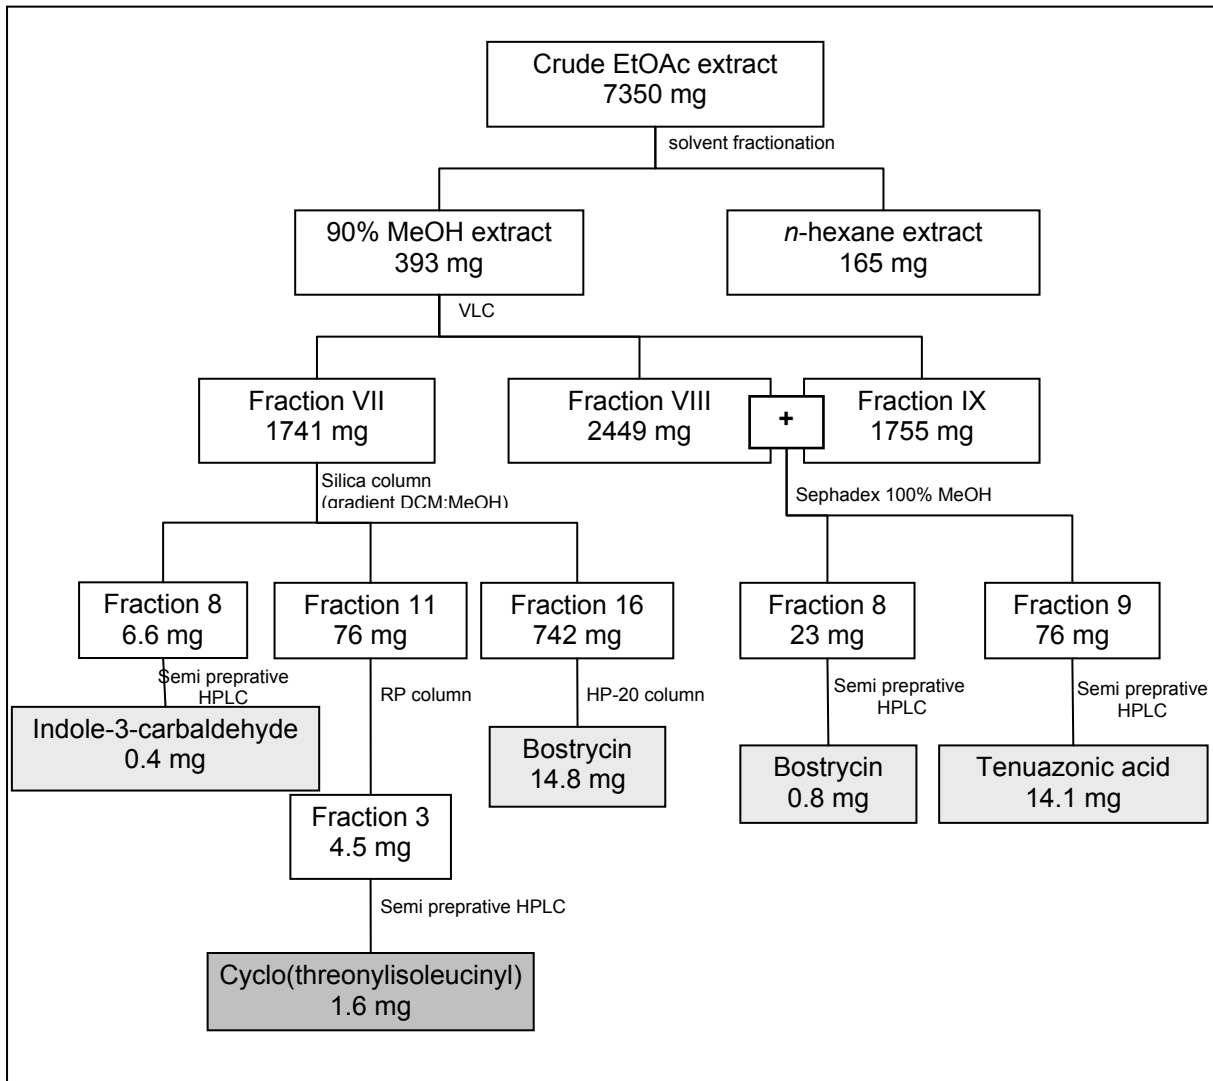 Crude EtOAc extract
7350 mg
solvent fractionation
90% MeOH extract
393 mg
n-hexane extract
165 mg
VLC
Fraction VII
1741 mg
Fraction VIII
2449 mg
+
Fraction IX
1755 mg
Silica column
(gradient DCM:MeOH)
Sephadex 100% MeOH
Fraction 8
6.6 mg
Fraction 11
76 mg
Fraction 16
742 mg
Fraction 8
23 mg
Fraction 9
76 mg
Semi preprative
HPLC
RP column
HP-20 column
Semi preprative
HPLC
Semi preprative
HPLC
Indole-3-carbaldehyde
0.4 mg
Bostrycin
14.8 mg
Bostrycin
0.8 mg
Tenuazonic acid
14.1 mg
Fraction 3
4.5 mg
Semi preprative HPLC
Cyclo(threonylisoleucinyl)
1.6 mg